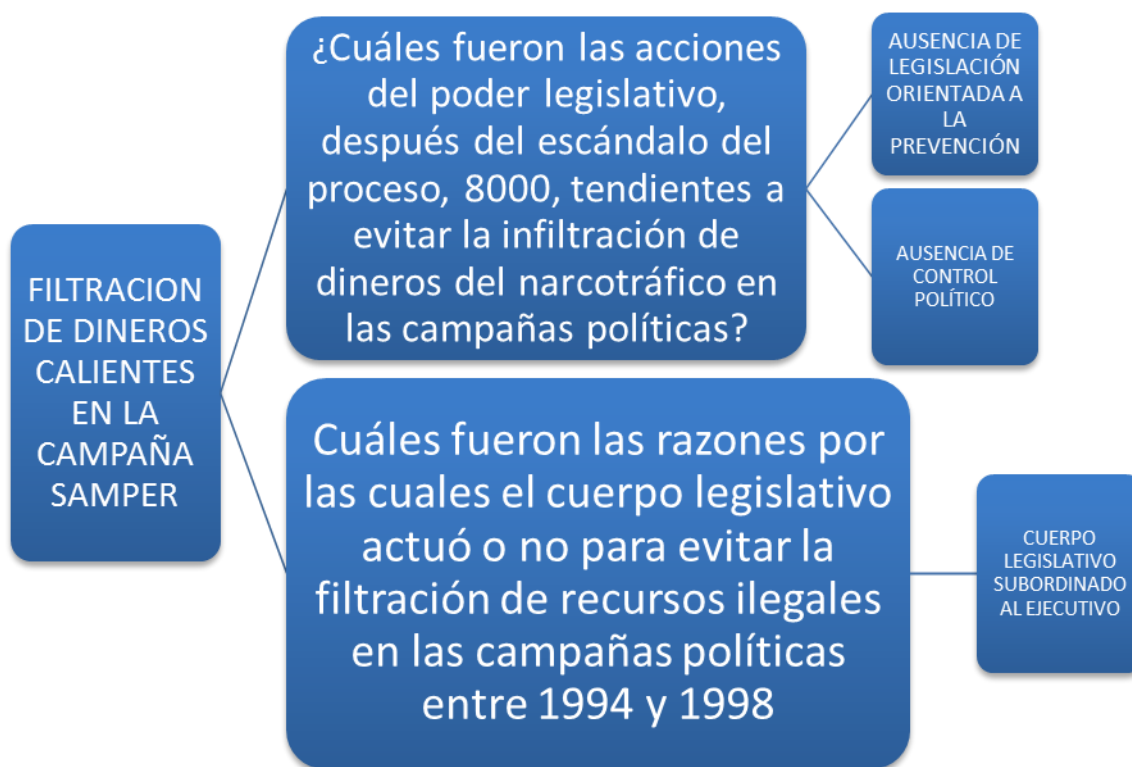 FILTRACION
DE DINEROS
CALIENTES
EN LA
CAMPAÑA
SAMPER
¿Cuáles fueron las acciones
del poder legislativo,
después del escándalo del
proceso, 8000, tendientes a
evitar la infiltración de
dineros del narcotráfico en
las campañas políticas?
AUSENCIA DE
LEGISLACIÓN
ORIENTADA A
LA
PREVENCIÓN
AUSENCIA DE
CONTROL
POLÍTICO
Cuáles fueron las razones por
las cuales el cuerpo legislativo
actuó o no para evitar la
filtración de recursos ilegales
en las campañas políticas
entre 1994 y 1998
CUERPO
LEGISLATIVO
SUBORDINADO
AL EJECUTIVO